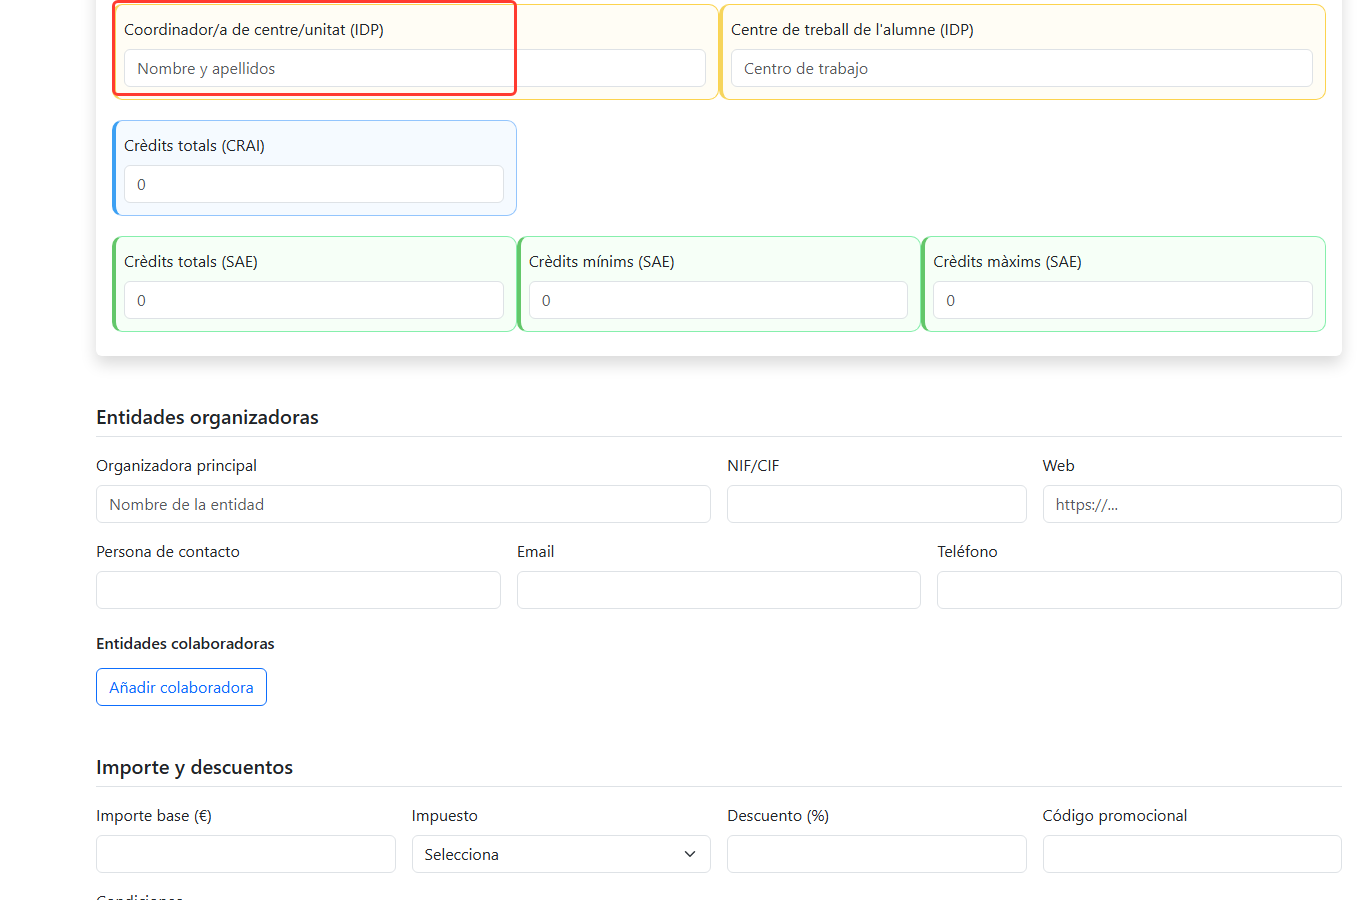 Coordinador/a de centre/unitat (IDP) Centre de treball de l'alumne (IDP)
Nombre y apellidos Centro de trabajo
Crèdits totals (CRAI)
0
Crèdits totals (SAE) Crèdits mínims (SAE) Crèdits màxims (SAE)
0 0 0
Entidades organizadoras
Organizadora principal NIF/CIF Web
Nombre de la entidad https://...
Persona de contacto Email Teléfono
Entidades colaboradoras
Añadir colaboradora
Importe y descuentos
Importe base (€) Impuesto Descuento (%) Código promocional
Selecciona